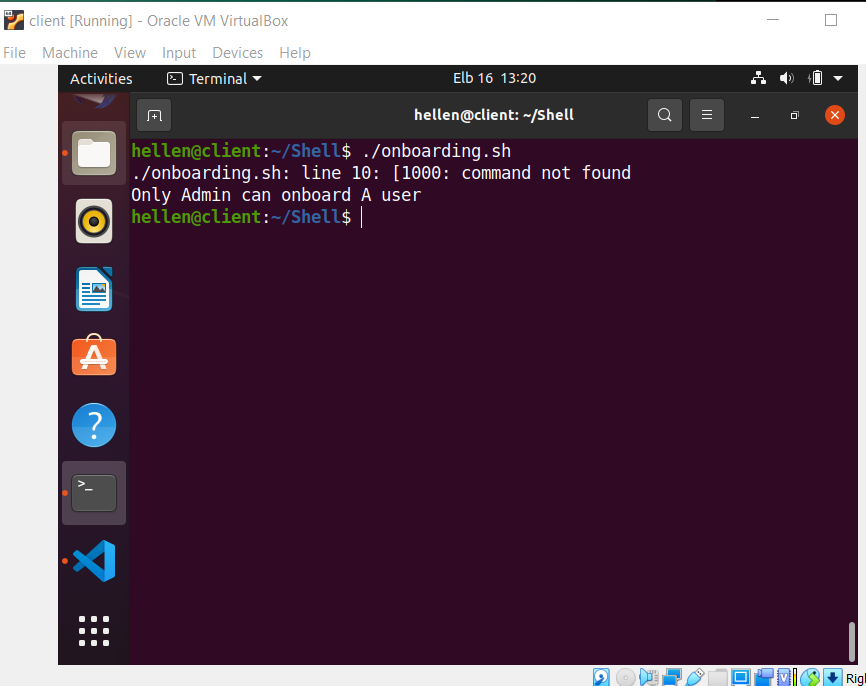 client [Running] - Oracle VM VirtualBox
File Machine View Input Devices Help
Activities Terminal Elb 16 13:20
hellen@client: ~/Shell
hellen@client:~/Shell$ ./onboarding.sh
./onboarding.sh: line 10: [1000: command not found
Only Admin can onboard A user
hellen@client:~/Shell$